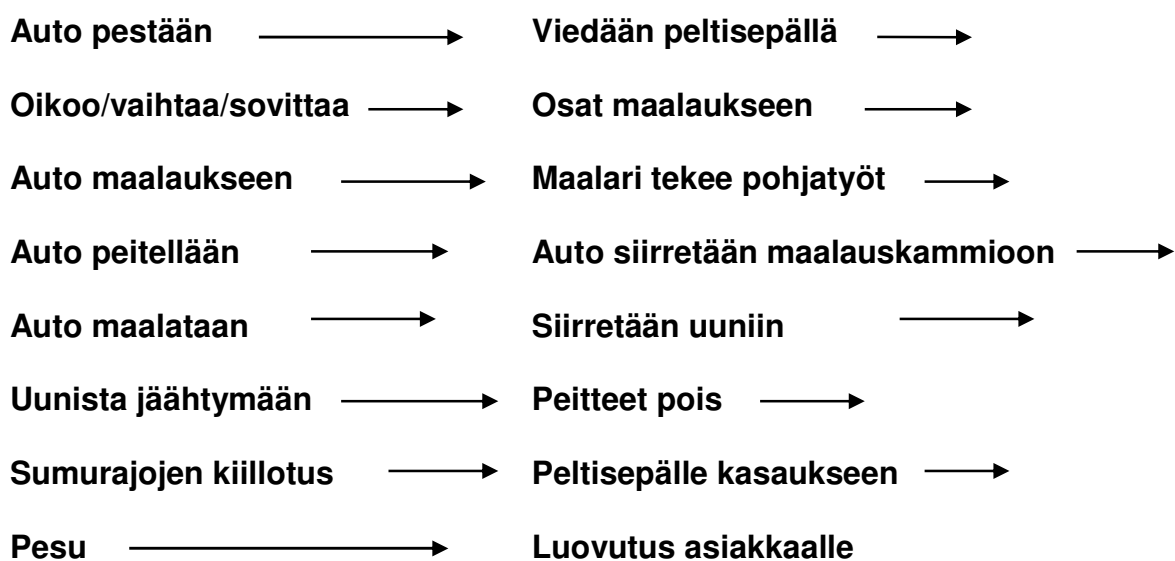 Auto pestään Viedään peltisepällä
Oikoo/vaihtaa/sovittaa Osat maalaukseen
Auto maalaukseen Maalari tekee pohjatyöt
Auto peitellään Auto siirretään maalauskammioon
Auto maalataan Siirretään uuniin
Uunista jäähtymään Peitteet pois
Sumurajojen kiillotus Peltisepälle kasaukseen
Pesu Luovutus asiakkaalle